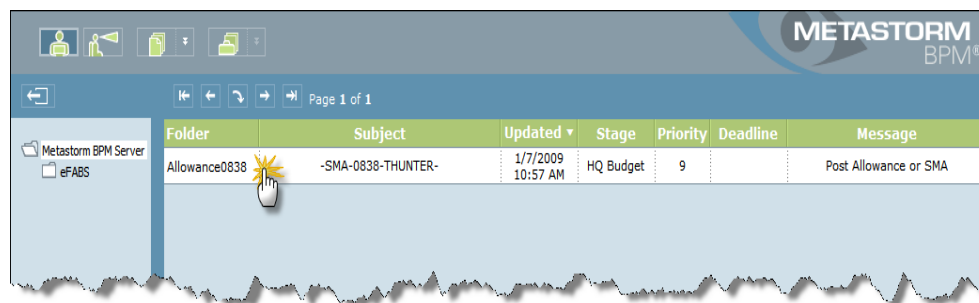 METASTORM
BPM®
Page 1 of 1
Metastorm BPM Server
eFABS
Folder Subject Updated ▼ Stage Priority Deadline Message
Allowance0838 -SMA-0838-THUNTER- 1/7/2009 HQ Budget 9 Post Allowance or SMA
10:57 AM